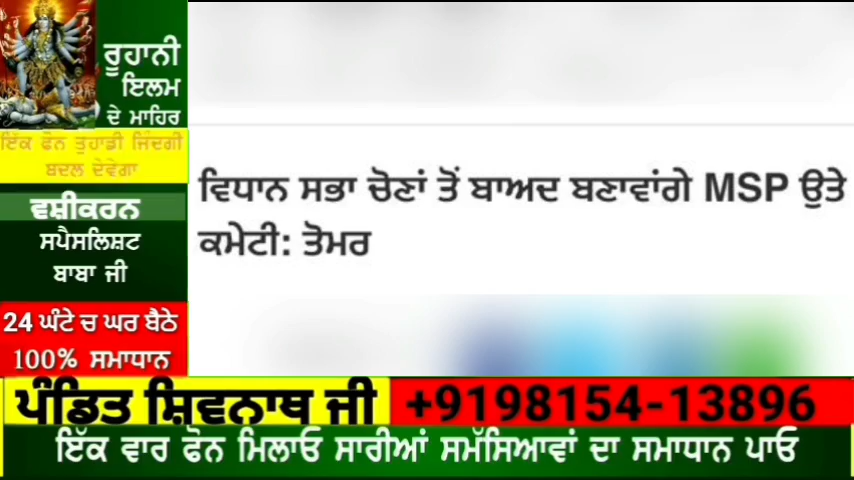 ਰੂਹਾਨੀ
ਇਲਮ
ਦੇ ਮਾਹਿਰ
ਇੱਕ ਫੋਨ ਤੁਹਾਡੀ ਜਿੰਦਗੀ
ਬਦਲ ਦੇਵੇਗਾ
ਵਸ਼ੀਕਰਨ
ਸਪੈਸਲਿਸ਼ਟ
ਬਾਬਾ ਜੀ
24 ਘੰਟੇ ਚ ਘਰ ਬੈਠੇ
100% ਸਮਾਧਾਨ
ਵਿਧਾਨ ਸਭਾ ਚੋਣਾਂ ਤੋਂ ਬਾਅਦ ਬਣਾਵਾਂਗੇ MSP ਉਤੇ
ਕਮੇਟੀ: ਤੋਮਰ
ਪੰਡਿਤ ਸ਼ਿਵਨਾਥ ਜੀ +9198154-13896
ਇੱਕ ਵਾਰ ਫੋਨ ਮਿਲਾਓ ਸਾਰੀਆਂ ਸਮੱਸਿਆਵਾਂ ਦਾ ਸਮਾਧਾਨ ਪਾਓ